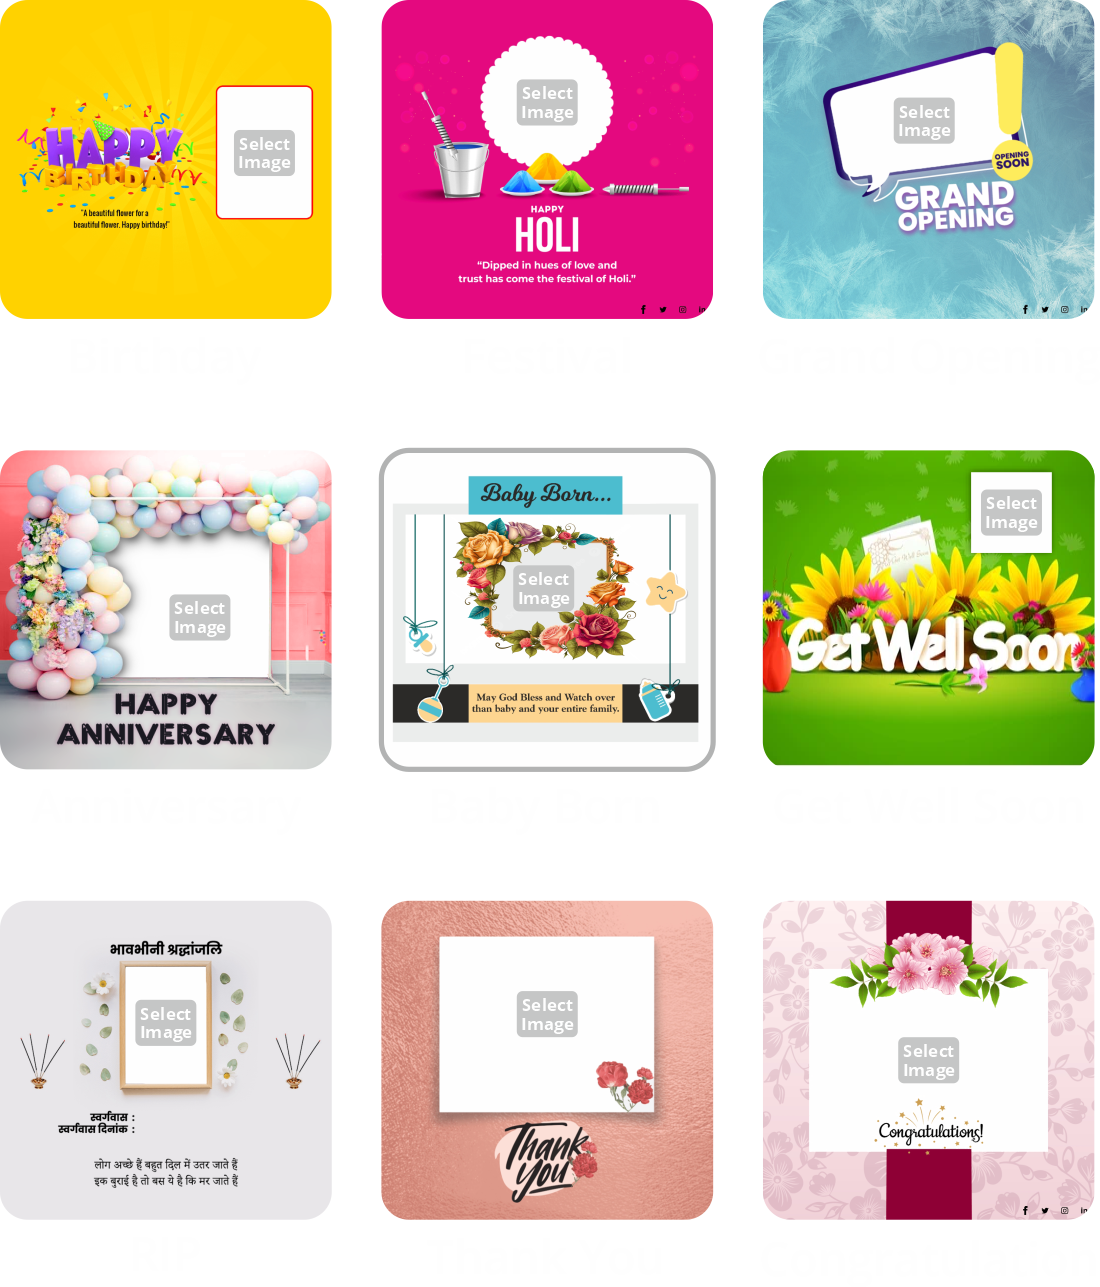 HAPPY
BIRTHDAY
"A beautiful flower for a
beautiful flower. Happy birthday!"
Select
Image
Select
Image
HAPPY
HOLI
“Dipped in hues of love and
trust has come the festival of Holi.”
Select
Image
OPENING
SOON
GRAND
OPENING
Birthday
Festival
Grand Opening
Select
Image
HAPPY
ANNIVERSARY
Baby Born...
Select
Image
May God Bless and Watch over
than baby and your entire family.
Select
Image
Get Well Soon
Get Well Soon
Anniversary
Baby Born
Get Well Soon
भावभीनी श्रद्धांजलि
Select
Image
स्वर्गवास :
स्वर्गवास दिनांक :
लोग अच्छे हैं बहुत दिल में उतर जाते हैं
इक बुराई है तो बस ये है कि मर जाते हैं
Select
Image
Thank
You
Select
Image
Congratulations!